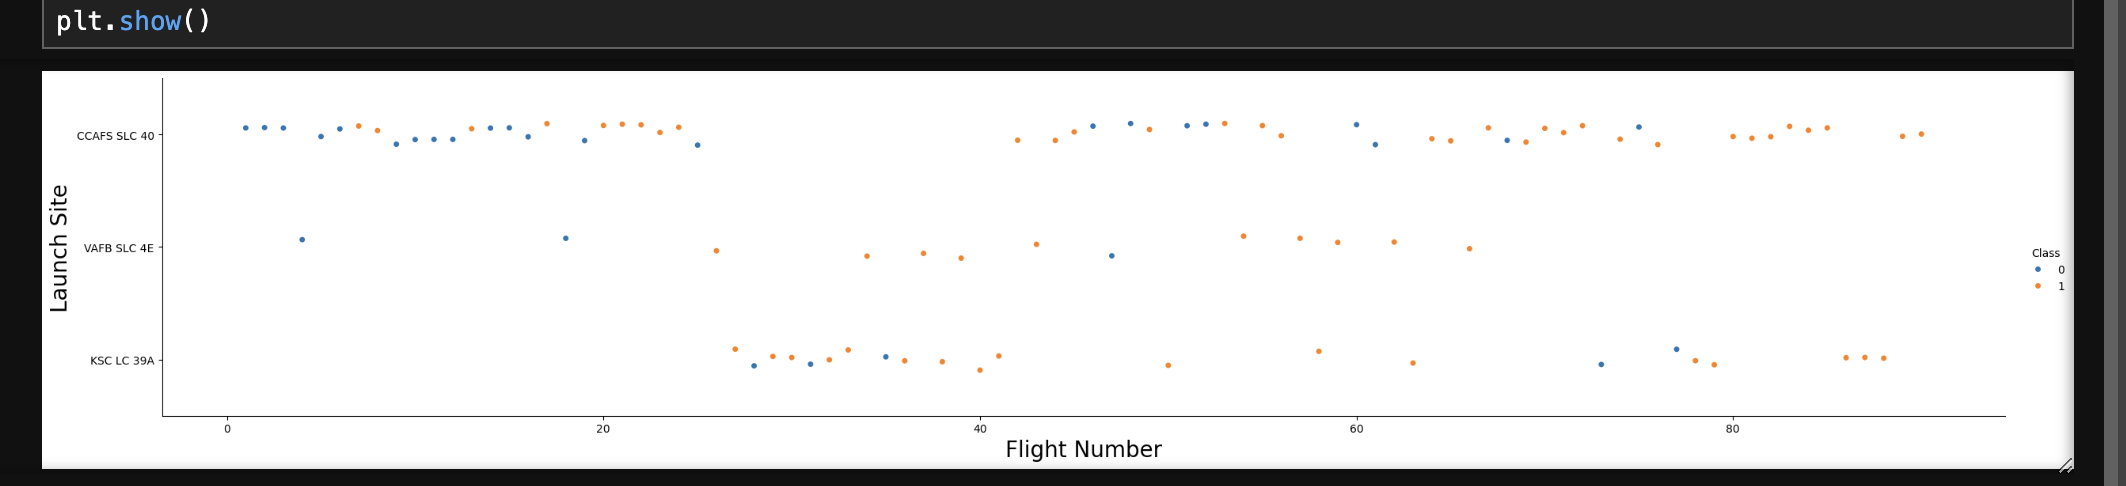 plt.show()
CCAFS SLC 40
VAFB SLC 4E
KSC LC 39A
Launch Site
0
20
40
60
80
Flight Number
Class
0
1